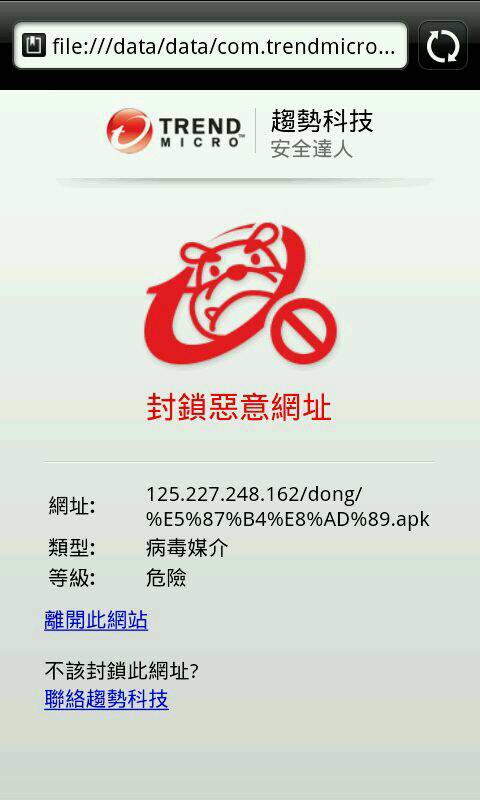 file:///data/data/com.trendmicro...
TREND MICRO™
趨勢科技
安全達人
封鎖惡意網址
網址: 125.227.248.162/dong/
%E5%87%B4%E8%AD%89.apk
類型: 病毒媒介
等級: 危險
離開此網站
不該封鎖此網址?
聯絡趨勢科技